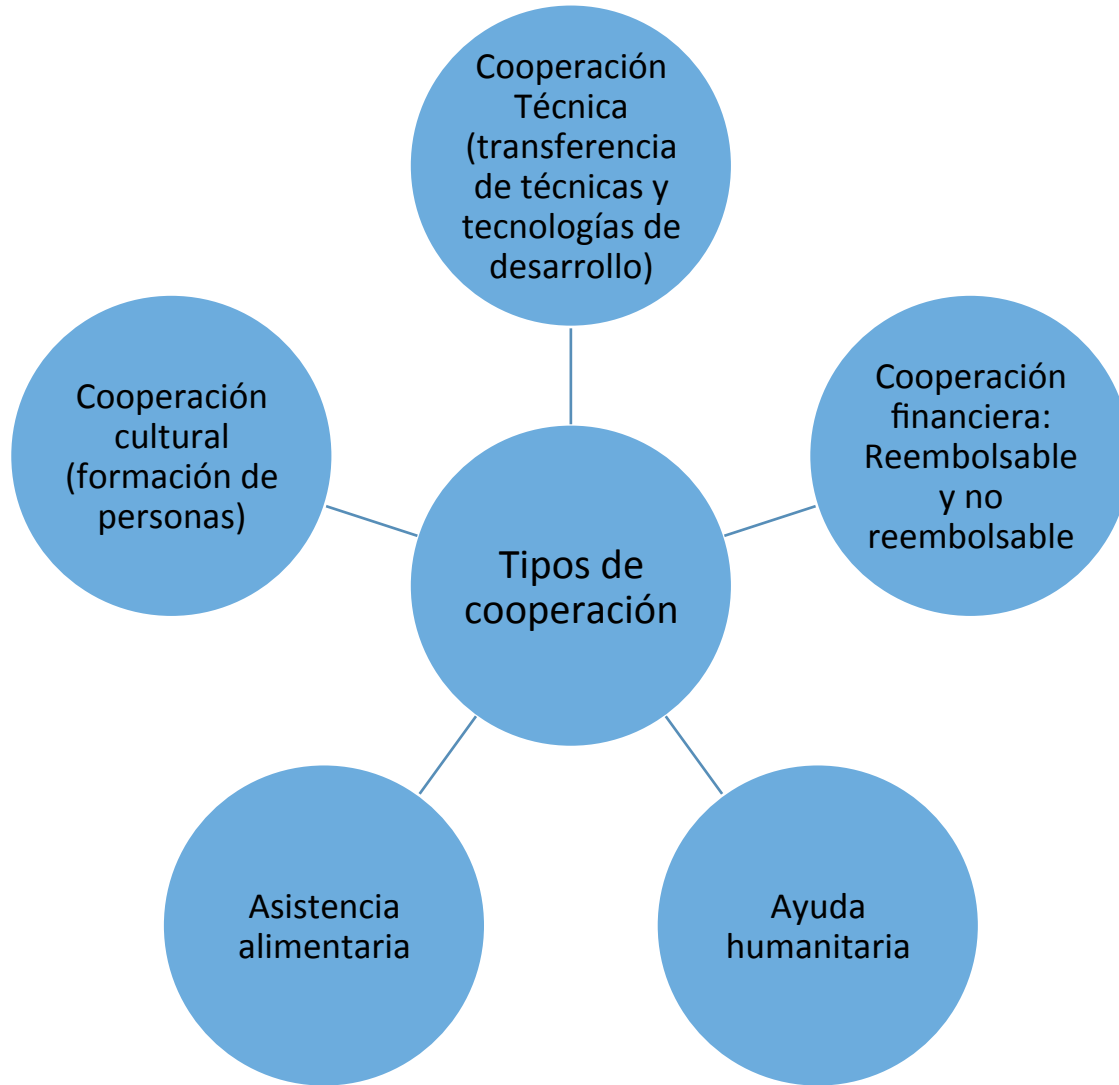 Cooperación
Técnica
(transferencia
de técnicas y
tecnologías de
desarrollo)
Cooperación
financiera:
Reembolsable
y no
reembolsable
Cooperación
cultural
(formación de
personas)
Tipos de
cooperación
Asistencia
alimentaria
Ayuda
humanitaria